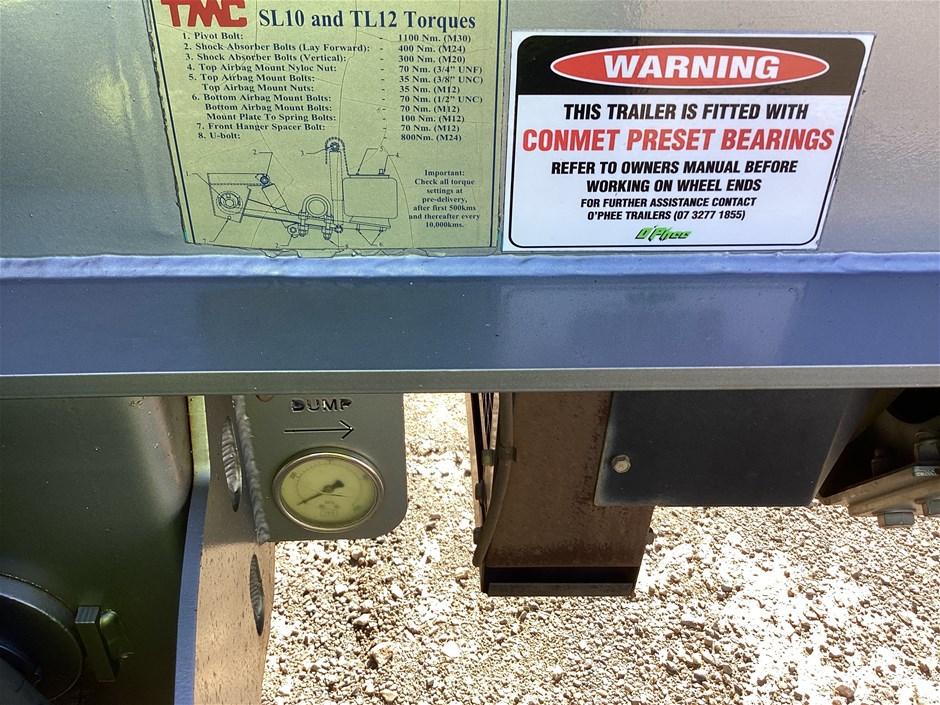 TMC SL10 and TL12 Torques
1. Pivot Bolt: - 1100 Nm. (M30)
2. Shock Absorber Bolts (Lay Forward): - 400 Nm. (M24)
3. Shock Absorber Bolts (Vertical): - 300 Nm. (M20)
4. Top Airbag Mount Nyloc Nut: - 70 Nm. (3/4" UNF)
5. Top Airbag Mount Bolts: - 35 Nm. (3/8" UNC)
Top Airbag Mount Nuts: - 35 Nm. (M12)
6. Bottom Airbag Mount Bolts: - 70 Nm. (1/2" UNC)
Bottom Airbag Mount Bolts: - 70 Nm. (M12)
Mount Plate To Spring Bolts: - 100 Nm. (M12)
7. Front Hanger Spacer Bolt: - 70 Nm. (M12)
8. U-bolt: - 800Nm. (M24)
Important:
Check all torque
settings at
pre-delivery,
after first 500kms
and thereafter every
10,000kms.
WARNING
THIS TRAILER IS FITTED WITH
CONMET PRESET BEARINGS
REFER TO OWNERS MANUAL BEFORE
WORKING ON WHEEL ENDS
FOR FURTHER ASSISTANCE CONTACT
O'PHEE TRAILERS (07 3277 1855)
O'Phee
DUMP